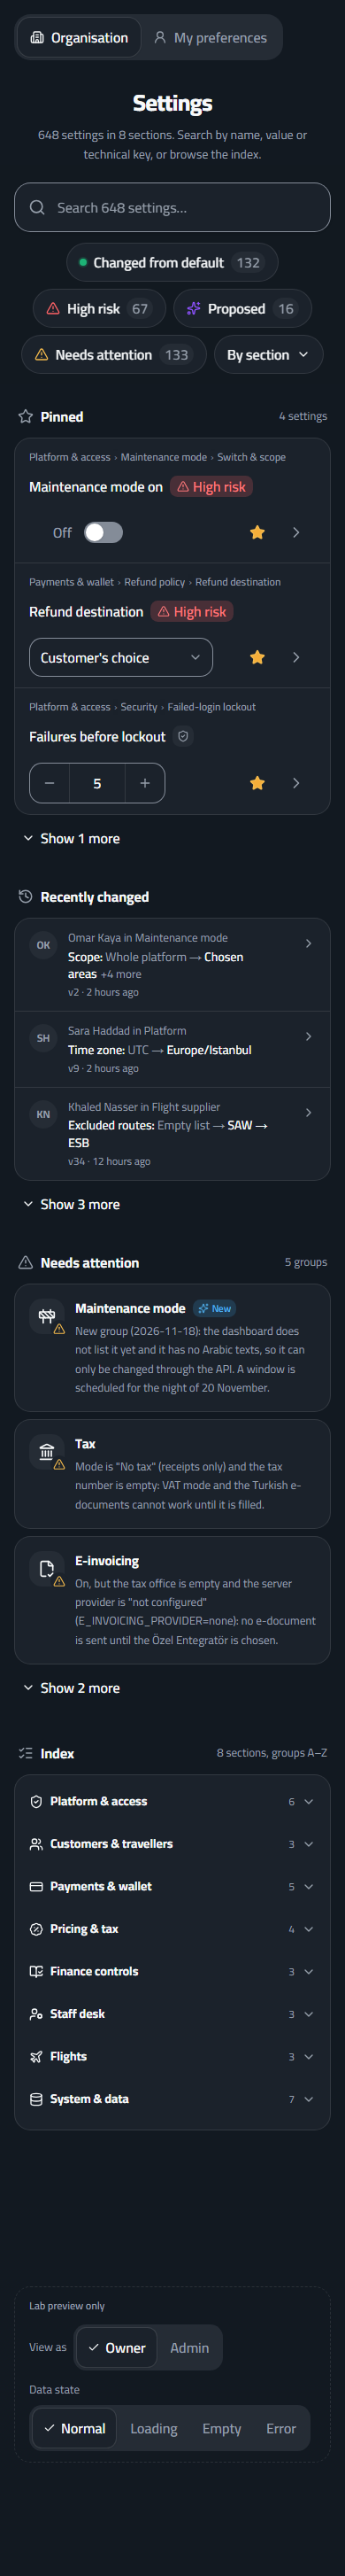 Organisation
My preferences
Settings
648 settings in 8 sections. Search by name, value or
technical key, or browse the index.
Search 648 settings...
Changed from default 132
High risk 67
Proposed 16
Needs attention 133
By section
Pinned
4 settings
Platform & access › Maintenance mode › Switch & scope
Maintenance mode on
High risk
Off
Payments & wallet › Refund policy › Refund destination
Refund destination
High risk
Customer's choice
Platform & access › Security › Failed-login lockout
Failures before lockout
− 5 +
Show 1 more
Recently changed
OK
Omar Kaya in Maintenance mode
Scope: Whole platform → Chosen
areas +4 more
v2 · 2 hours ago
SH
Sara Haddad in Platform
Time zone: UTC → Europe/Istanbul
v9 · 2 hours ago
KN
Khaled Nasser in Flight supplier
Excluded routes: Empty list → SAW →
ESB
v34 · 12 hours ago
Show 3 more
Needs attention
5 groups
Maintenance mode
New
New group (2026-11-18): the dashboard does
not list it yet and it has no Arabic texts, so it can
only be changed through the API. A window is
scheduled for the night of 20 November.
Tax
Mode is "No tax" (receipts only) and the tax
number is empty: VAT mode and the Turkish e-
documents cannot work until it is filled.
E-invoicing
On, but the tax office is empty and the server
provider is "not configured"
(E_INVOICING_PROVIDER=none): no e-document
is sent until the Özel Entegratör is chosen.
Show 2 more
Index
8 sections, groups A–Z
Platform & access 6
Customers & travellers 3
Payments & wallet 5
Pricing & tax 4
Finance controls 3
Staff desk 3
Flights 3
System & data 7
Lab preview only
View as
Owner
Admin
Data state
Normal
Loading
Empty
Error